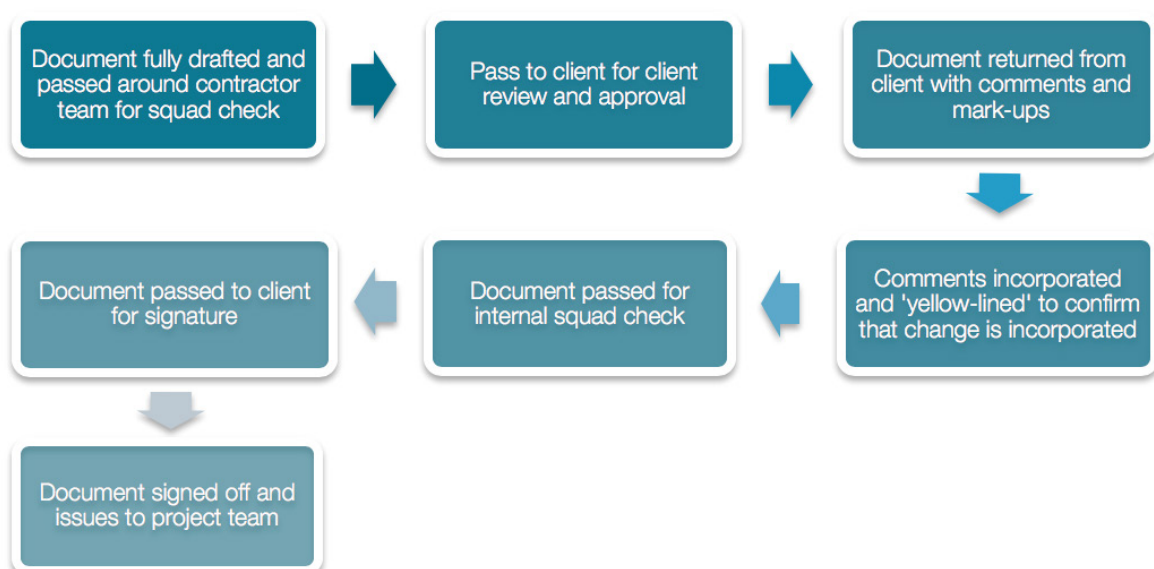 Document fully drafted and
passed around contractor
team for squad check
Pass to client for client
review and approval
Document returned from
client with comments and
mark-ups
Comments incorporated
and 'yellow-lined' to confirm
that change is incorporated
Document passed for
internal squad check
Document passed to client
for signature
Document signed off and
issues to project team